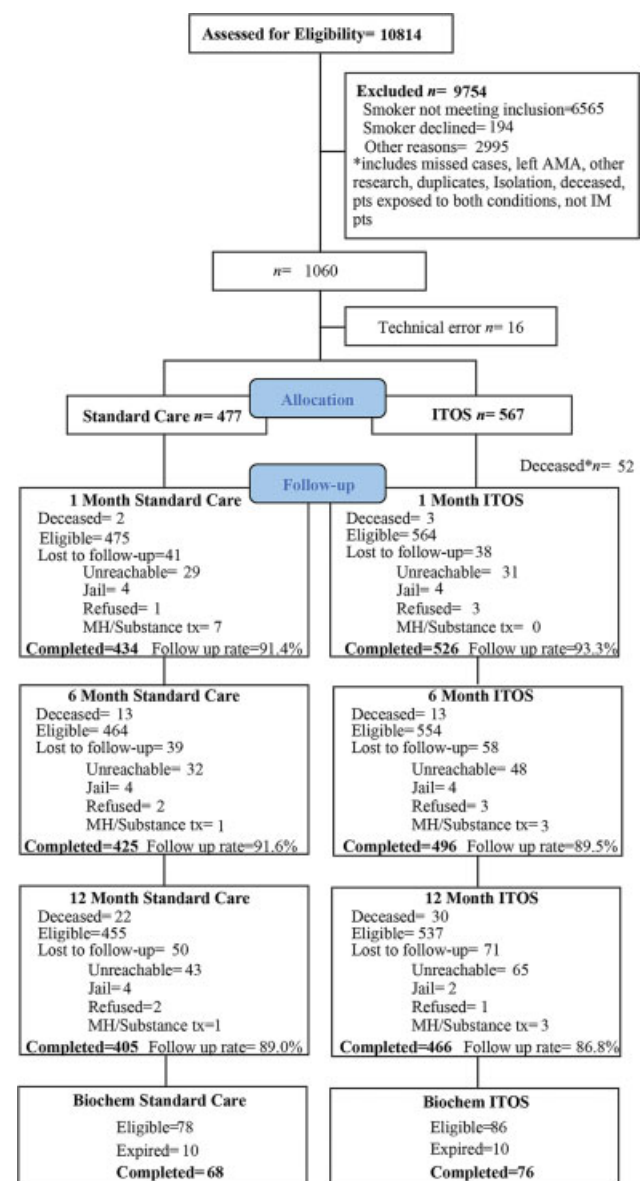 Assessed for Eligibility= 10814
Excluded n= 9754
Smoker not meeting inclusion=6565
Smoker declined= 194
Other reasons= 2995
*includes missed cases, left AMA, other
research, duplicates, Isolation, deceased,
pts exposed to both conditions, not IM
pts
n= 1060
Technical error n= 16
Allocation
Standard Care n= 477
ITOS n= 567
Deceased*n= 52
Follow-up
1 Month Standard Care
Deceased= 2
Eligible= 475
Lost to follow-up=41
Unreachable= 29
Jail= 4
Refused= 1
MH/Substance tx= 7
Completed=434 Follow up rate=91.4%
1 Month ITOS
Deceased= 3
Eligible= 564
Lost to follow-up= 38
Unreachable= 31
Jail= 4
Refused= 3
MH/Substance tx= 0
Completed=526 Follow up rate=93.3%
6 Month Standard Care
Deceased= 13
Eligible= 464
Lost to follow-up= 39
Unreachable= 32
Jail= 4
Refused= 2
MH/Substance tx= 1
Completed=425 Follow up rate=91.6%
6 Month ITOS
Deceased= 13
Eligible= 554
Lost to follow-up= 58
Unreachable= 48
Jail= 4
Refused= 3
MH/Substance tx= 3
Completed= 496 Follow up rate=89.5%
12 Month Standard Care
Deceased= 22
Eligible=455
Lost to follow-up= 50
Unreachable=43
Jail=4
Refused=2
MH/Substance tx=1
Completed=405 Follow up rate= 89.0%
12 Month ITOS
Deceased= 30
Eligible= 537
Lost to follow-up= 71
Unreachable= 65
Jail= 2
Refused= 1
MH/Substance tx= 3
Completed=466 Follow up rate= 86.8%
Biochem Standard Care
Eligible=78
Expired= 10
Completed= 68
Biochem ITOS
Eligible=86
Expired= 10
Completed= 76